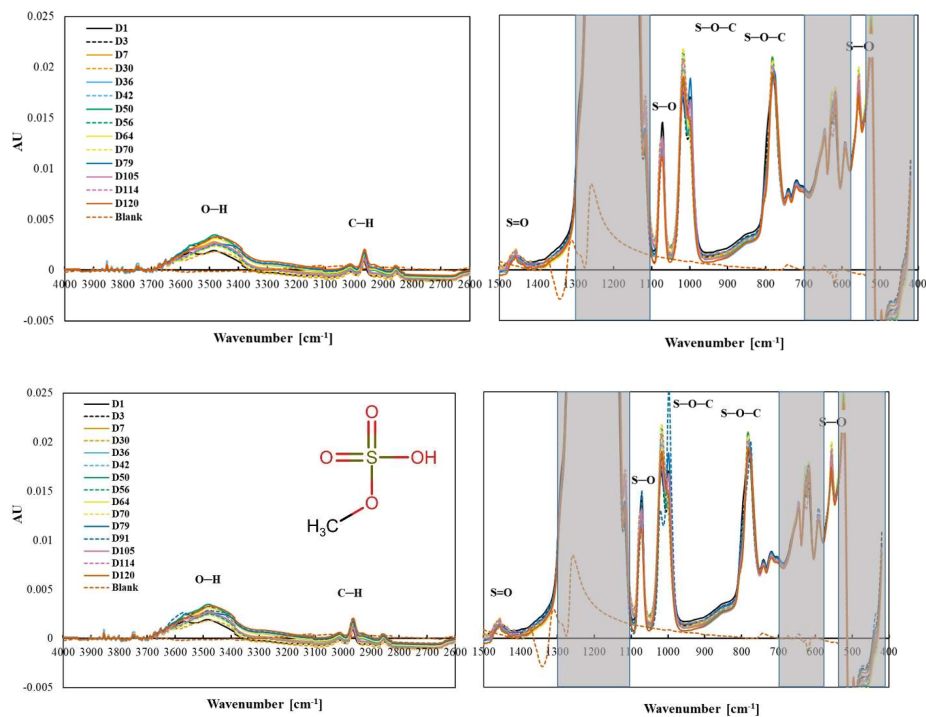 0.025
0.02
0.015
0.01
0.005
0
-0.005
AU
D1
D3
D7
D30
D36
D42
D50
D56
D64
D70
D79
D105
D114
D120
Blank
O—H
C—H
4000 3900 3800 3700 3600 3500 3400 3300 3200 3100 3000 2900 2800 2700 2600
Wavenumber [cm-1]
S—O—C
S—O—C
S—O
S—O
S=O
1500 1400 1300 1200 1100 1000 900 800 700 600 500 400
Wavenumber [cm-1]
0.025
0.02
0.015
0.01
0.005
0
-0.005
AU
D1
D3
D7
D30
D36
D42
D50
D56
D64
D70
D79
D91
D105
D114
D120
Blank
O
O S OH
O
H3C
O—H
C—H
4000 3900 3800 3700 3600 3500 3400 3300 3200 3100 3000 2900 2800 2700 2600
Wavenumber [cm-1]
S—O—C
S—O—C
S—O
S—O
S=O
1500 1400 1300 1200 1100 1000 900 800 700 600 500 400
Wavenumber [cm-1]